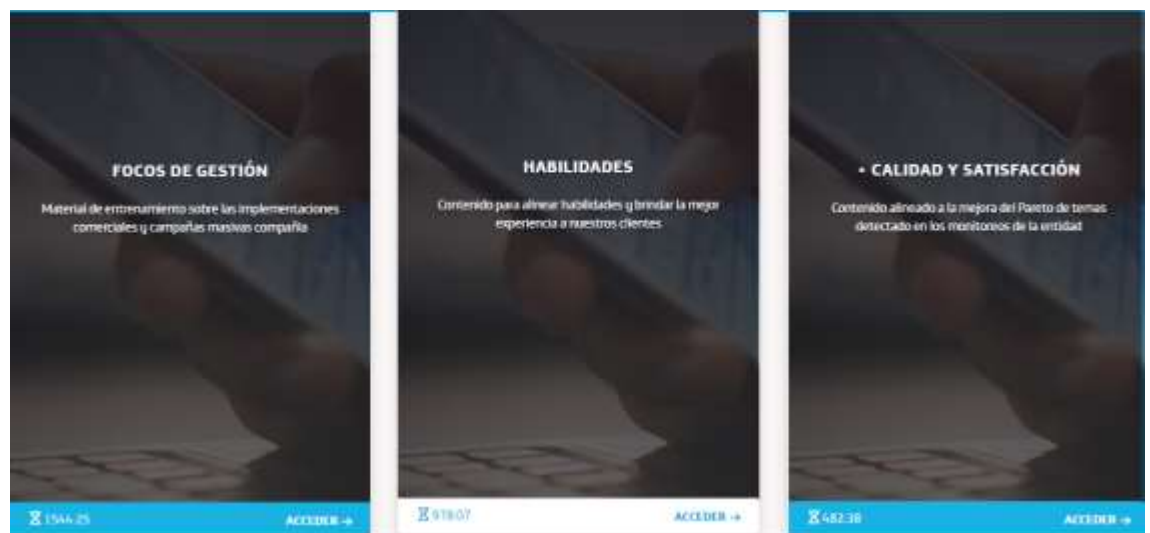 FOCOS DE GESTIÓN
Material de entrenamiento sobre las implementaciones
comerciales y campañas masivas compañía
1544:25
ACCEDER →
HABILIDADES
Contenido para alinear habilidades y brindar la mejor
experiencia a nuestros clientes
978:07
ACCEDER →
+ CALIDAD Y SATISFACCIÓN
Contenido alineado a la mejora del Pareto de temas
detectado en los monitoreos de la entidad
482:38
ACCEDER →